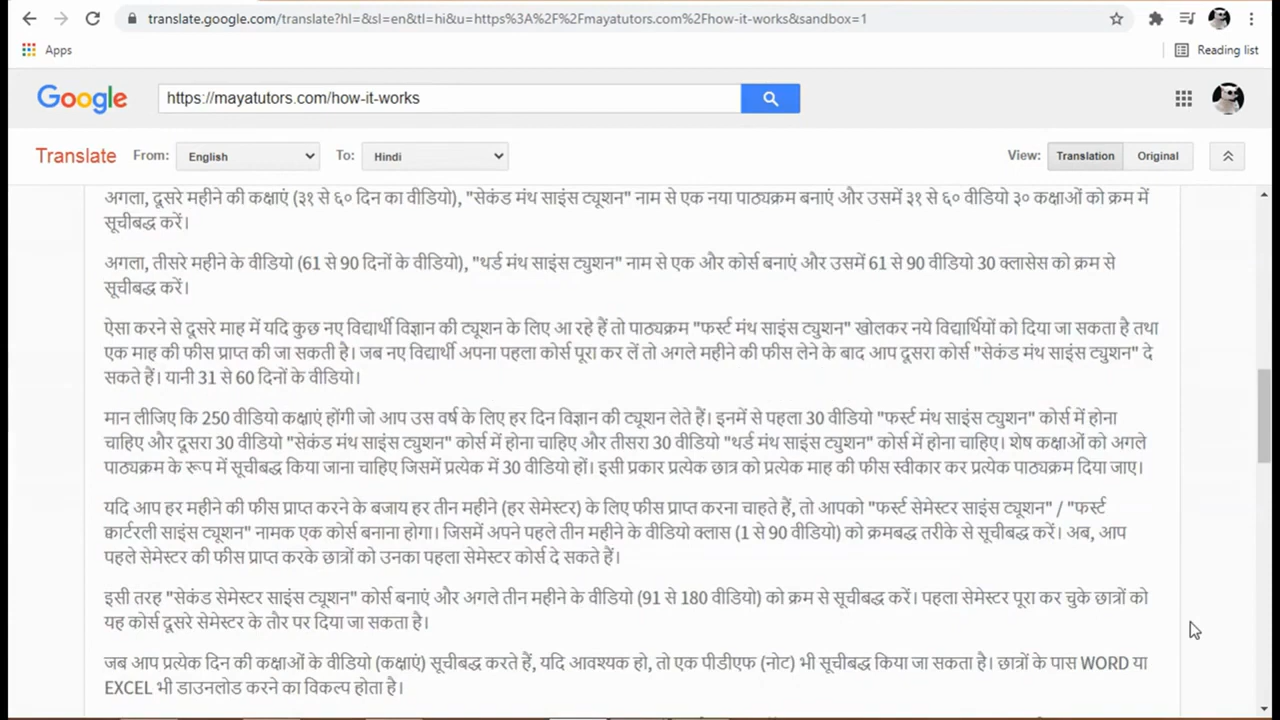 translate.google.com/translate?hl=&sl=en&tl=hi&u=https%3A%2F%2Fmayatutors.com%2Fhow-it-works&sandbox=1
Apps
Reading list
Google
https://mayatutors.com/how-it-works
Translate From: English To: Hindi View: Translation Original
अगला, दूसरे महीने की कक्षाएं (३१ से ६० दिन का वीडियो), "सेकंड मंथ साइंस ट्यूशन" नाम से एक नया पाठ्यक्रम बनाएं और उसमें ३१ से ६० वीडियो ३० कक्षाओं को क्रम में
सूचीबद्ध करें।
अगला, तीसरे महीने के वीडियो (61 से 90 दिनों के वीडियो), "थर्ड मंथ साइंस ट्युशन" नाम से एक और कोर्स बनाएं और उसमें 61 से 90 वीडियो 30 क्लासेस को क्रम से
सूचीबद्ध करें।
ऐसा करने से दूसरे माह में यदि कुछ नए विद्यार्थी विज्ञान की ट्यूशन के लिए आ रहे हैं तो पाठ्यक्रम "फर्स्ट मंथ साइंस ट्युशन" खोलकर नये विद्यार्थियों को दिया जा सकता है तथा
एक माह की फीस प्राप्त की जा सकती है। जब नए विद्यार्थी अपना पहला कोर्स पूरा कर लें तो अगले महीने की फीस लेने के बाद आप दूसरा कोर्स "सेकंड मंथ साइंस ट्युशन" दे
सकते हैं। यानी 31 से 60 दिनों के वीडियो।
मान लीजिए कि 250 वीडियो कक्षाएं होंगी जो आप उस वर्ष के लिए हर दिन विज्ञान की ट्यूशन लेते हैं। इनमें से पहला 30 वीडियो "फर्स्ट मंथ साइंस ट्युशन" कोर्स में होना
चाहिए और दूसरा 30 वीडियो "सेकंड मंथ साइंस ट्युशन" कोर्स में होना चाहिए और तीसरा 30 वीडियो "थर्ड मंथ साइंस ट्युशन" कोर्स में होना चाहिए। शेष कक्षाओं को अगले
पाठ्यक्रम के रूप में सूचीबद्ध किया जाना चाहिए जिसमें प्रत्येक में 30 वीडियो हों। इसी प्रकार प्रत्येक छात्र को प्रत्येक माह की फीस स्वीकार कर प्रत्येक पाठ्यक्रम दिया जाए।
यदि आप हर महीने की फीस प्राप्त करने के बजाय हर तीन महीने (हर सेमेस्टर) के लिए फीस प्राप्त करना चाहते हैं, तो आपको "फर्स्ट सेमेस्टर साइंस ट्यूशन" / "फर्स्ट
क्वार्टरली साइंस ट्यूशन" नामक एक कोर्स बनाना होगा। जिसमें अपने पहले तीन महीने के वीडियो क्लास (1 से 90 वीडियो) को क्रमबद्ध तरीके से सूचीबद्ध करें। अब, आप
पहले सेमेस्टर की फीस प्राप्त करके छात्रों को उनका पहला सेमेस्टर कोर्स दे सकते हैं।
इसी तरह "सेकंड सेमेस्टर साइंस ट्यूशन" कोर्स बनाएं और अगले तीन महीने के वीडियो (91 से 180 वीडियो) को क्रम से सूचीबद्ध करें। पहला सेमेस्टर पूरा कर चुके छात्रों को
यह कोर्स दूसरे सेमेस्टर के तौर पर दिया जा सकता है।
जब आप प्रत्येक दिन की कक्षाओं के वीडियो (कक्षाएं) सूचीबद्ध करते हैं, यदि आवश्यक हो, तो एक पीडीएफ (नोट) भी सूचीबद्ध किया जा सकता है। छात्रों के पास WORD या
EXCEL भी डाउनलोड करने का विकल्प होता है।